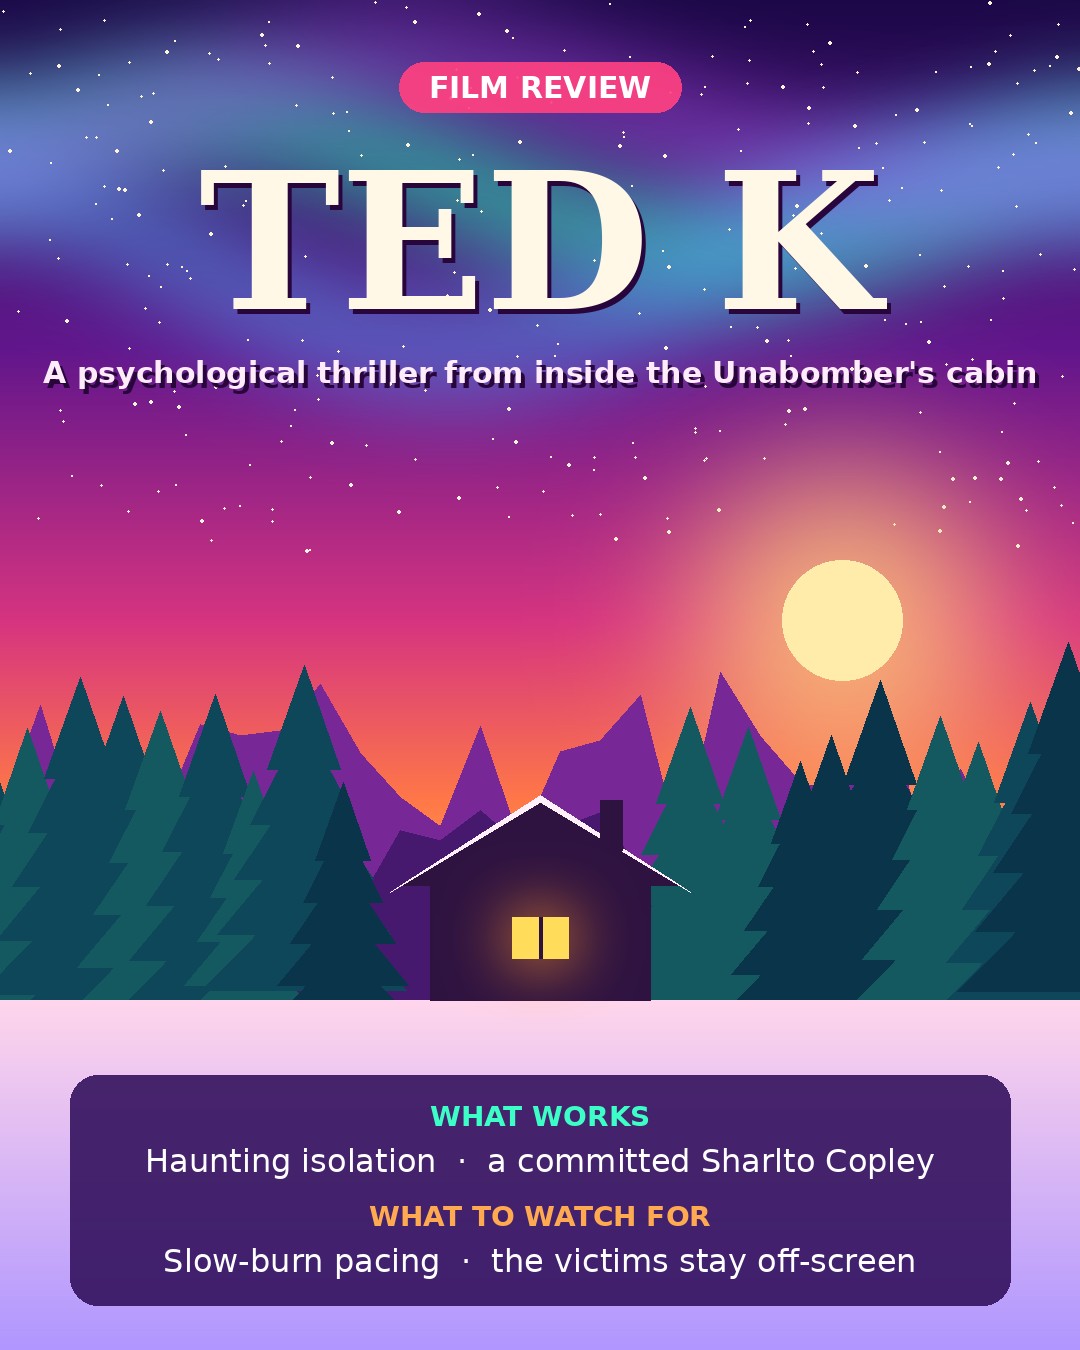 FILM REVIEW
TED K
A psychological thriller from inside the Unabomber's cabin
WHAT WORKS
Haunting isolation · a committed Sharlto Copley
WHAT TO WATCH FOR
Slow-burn pacing · the victims stay off-screen